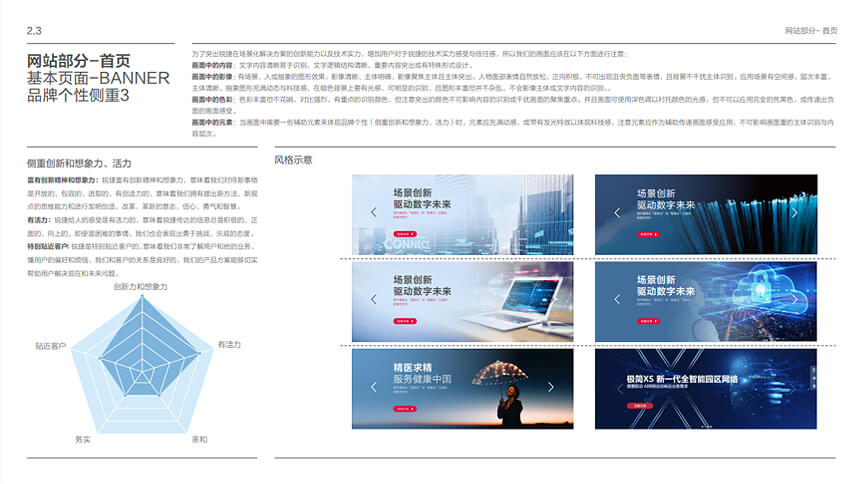 2.3
网站部分- 首页
网站部分-首页
基本页面-BANNER
品牌个性侧重3
为了突出锐捷在场景化解决方案的创新能力以及技术实力，增加用户对于锐捷的技术实力感受与信任感，所以我们的画面应该在以下方面进行注意：
画面中的内容：文字内容清晰易于识别，文字逻辑结构清晰，重要内容突出或有特殊形式设计。
画面中的影像：有场景、人或抽象的图形效果，影像清晰、主体明确，影像聚焦主体且主体突出，人物面部表情自然放松，正向积极，不可出现沮丧负面等表情，且背景不干扰主体识别。应用场景有空间感，层次丰富，
主体清晰。抽象图形充满动态与科技感，在暗色背景上要有光感，可明显的识别，且图形丰富但并不杂乱，不会影像主体或文字内容的识别。。
画面中的色彩：色彩丰富但不花哨，对比强烈，有重点的识别颜色，但注意突出的颜色不可影响内容的识别或干扰画面的聚焦重点，并且画面可使用深色调以衬托颜色的光感，但不可以应用完全的死黑色，或传递出负
面的画面感受。
画面中的元素：当画面中需要一些辅助元素来体现品牌个性（侧重创新和想象力、活力）时，元素应充满动感，或带有发光特效以体现科技感，注意元素应作为辅助传递画面感受应用，不可影响画面重的主体识别与内
容层次。
侧重创新和想象力、活力
富有创新精神和想象力：锐捷富有创新精神和想象力，意味着我们对待新事物
是开放的、包容的、进取的、有创造力的，意味着我们拥有提出新方法、新观
点的思维能力和进行发明创造、改革、革新的意志、信心、勇气和智慧。
有活力：锐捷给人的感觉是有活力的，意味着锐捷传达的信息总是积极的、正
面的、向上的，即使是困难的事情，我们也会表现出勇于挑战、乐观的态度。
特别贴近客户：锐捷是特别贴近客户的，意味着我们非常了解用户和他的业务，
懂用户的偏好和烦恼，我们和客户的关系是良好的，我们的产品方案能够切实
帮助用户解决现在和未来问题。
创新力和想象力
贴近客户
有活力
务实
亲和
风格示意
场景创新
驱动数字未来
CONNECT
场景创新
驱动数字未来
场景创新
驱动数字未来
场景创新
驱动数字未来
精医求精
服务健康中国
极简XS 新一代全智能园区网络